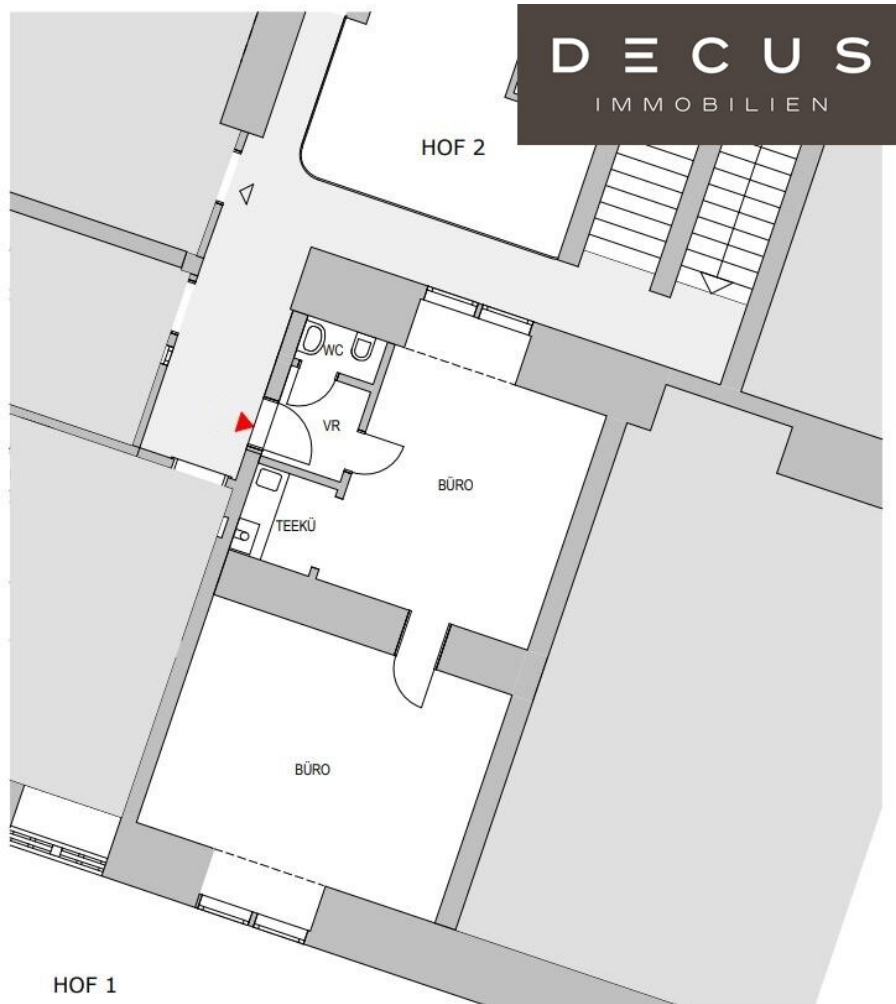 DECUS
IMMOBILIEN
HOF 2
WC
VR
BÜRO
TEEKÜ
BÜRO
HOF 1